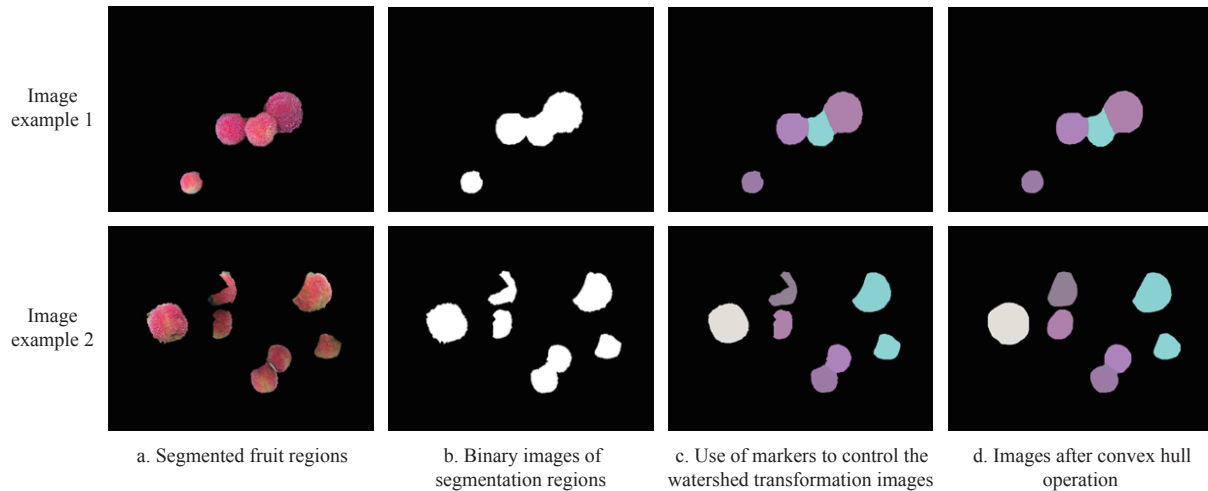 Image
example 1
Image
example 2
a. Segmented fruit regions
b. Binary images of
segmentation regions
c. Use of markers to control the
watershed transformation images
d. Images after convex hull
operation